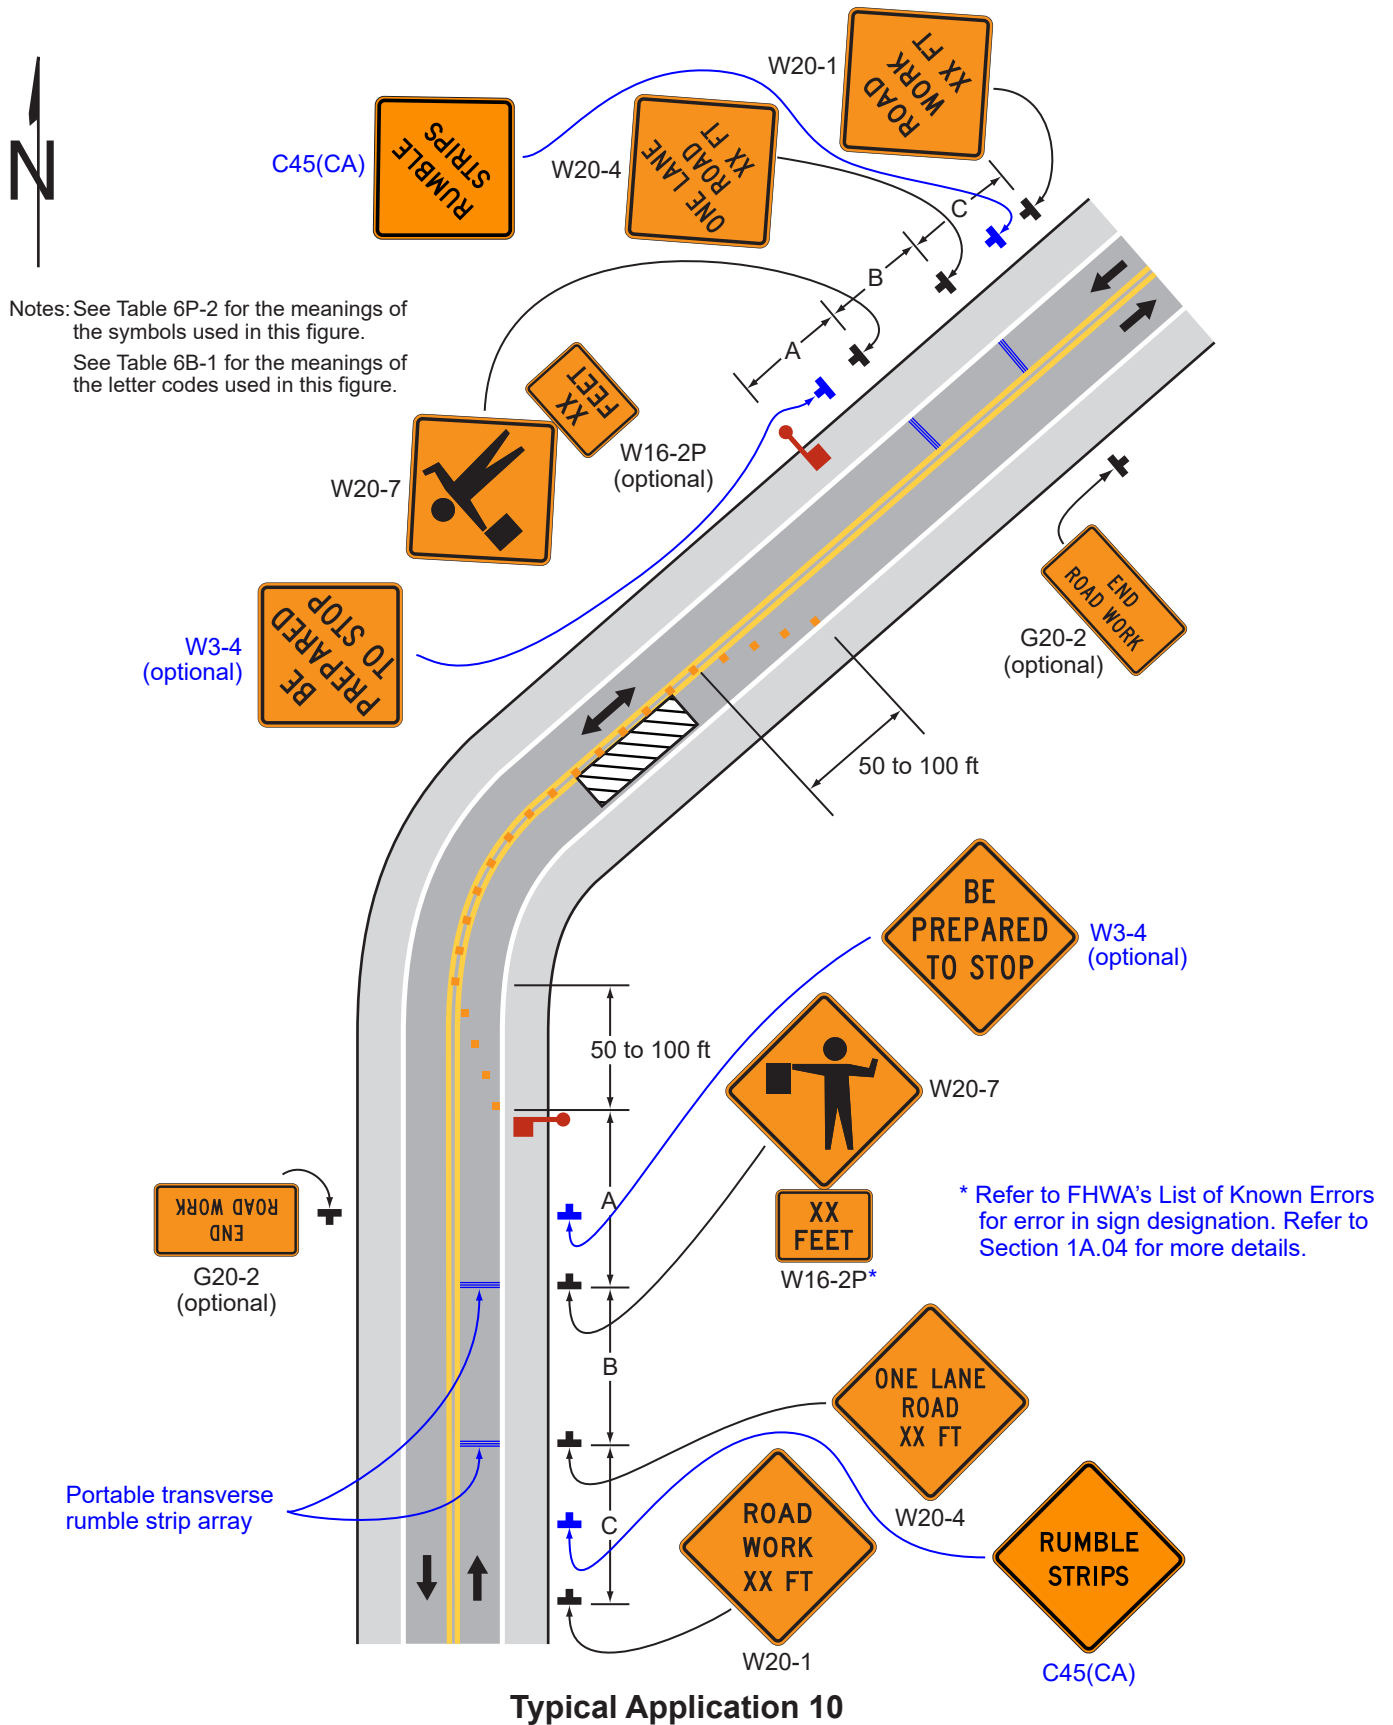 W20-1
ROAD
WORK
XX FT
C45(CA)
RUMBLE
STRIPS
W20-4
ONE LANE
ROAD
XX FT
N
C
B
A
Notes: See Table 6P-2 for the meanings of
the symbols used in this figure.
See Table 6B-1 for the meanings of
the letter codes used in this figure.
XX
FEET
W16-2P
(optional)
W20-7
END
ROAD WORK
G20-2
(optional)
W3-4
(optional)
BE
PREPARED
TO STOP
50 to 100 ft
BE
PREPARED
TO STOP
W3-4
(optional)
50 to 100 ft
W20-7
XX
FEET
W16-2P*
* Refer to FHWA's List of Known Errors
for error in sign designation. Refer to
Section 1A.04 for more details.
A
END
ROAD WORK
G20-2
(optional)
B
ONE LANE
ROAD
XX FT
W20-4
Portable transverse
rumble strip array
C
ROAD
WORK
XX FT
W20-1
RUMBLE
STRIPS
C45(CA)
Typical Application 10